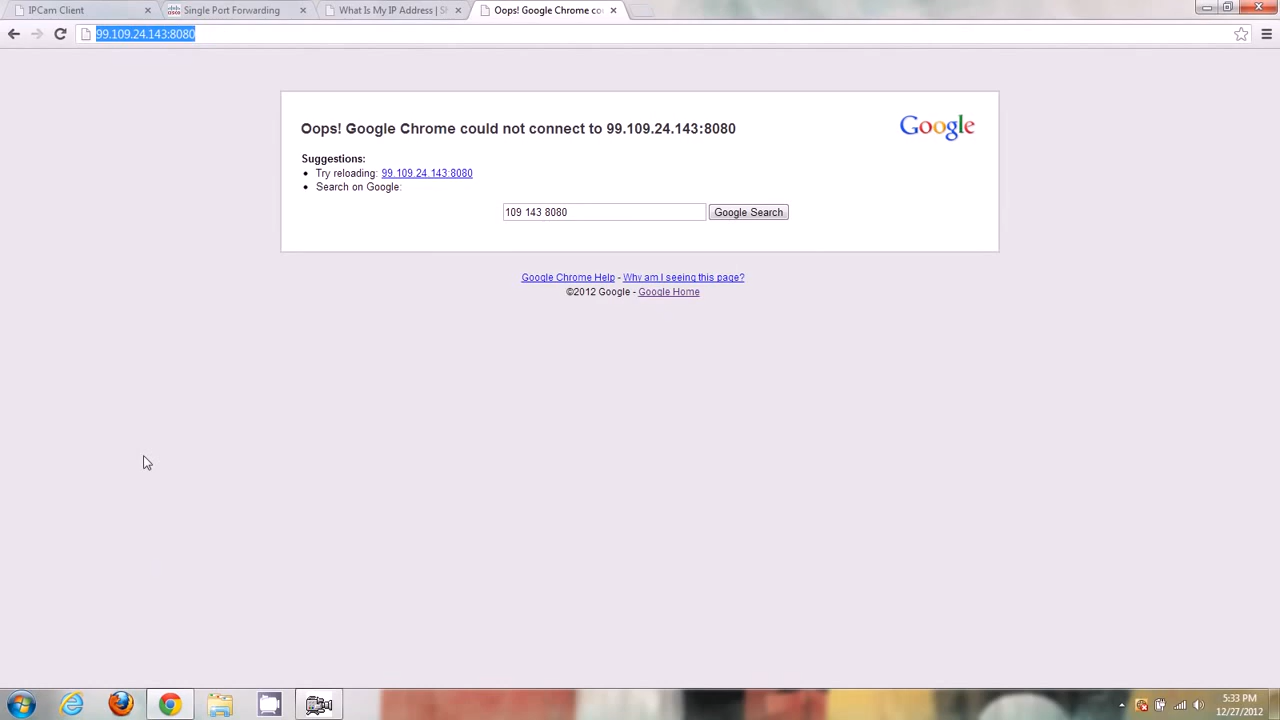 IPCam Client
Single Port Forwarding
What Is My IP Address | Sh
Oops! Google Chrome cou
99.109.24.143:8080
Oops! Google Chrome could not connect to 99.109.24.143:8080
Google
Suggestions:
Try reloading: 99.109.24.143:8080
Search on Google:
109 143 8080
Google Search
Google Chrome Help - Why am I seeing this page?
©2012 Google - Google Home
5:33 PM
12/27/2012